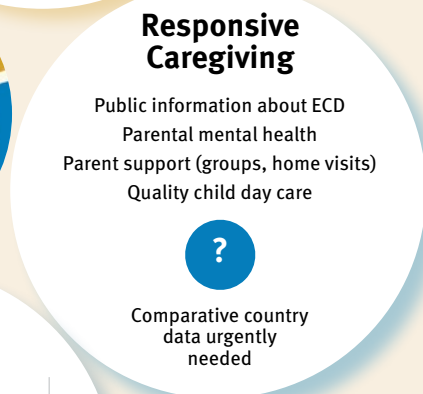 Responsive
Caregiving
Public information about ECD
Parental mental health
Parent support (groups, home visits)
Quality child day care
?
Comparative country
data urgently
needed